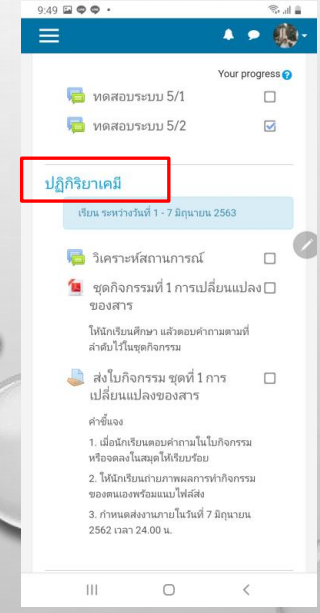 9:49
Your progress
ทดสอบระบบ 5/1
ทดสอบระบบ 5/2
ปฏิกิริยาเคมี
เรียน ระหว่างวันที่ 1 - 7 มิถุนายน 2563
วิเคราะห์สถานการณ์
ชุดกิจกรรมที่ 1 การเปลี่ยนแปลง
ของสาร
ให้นักเรียนศึกษา แล้วตอบคำถามตามที่
ลำดับไว้ในชุดกิจกรรม
ส่งใบกิจกรรม ชุดที่ 1 การ
เปลี่ยนแปลงของสาร
คำชี้แจง
1. เมื่อนักเรียนตอบคำถามในใบกิจกรรม
หรือจดลงในสมุดให้เรียบร้อย
2. ให้นักเรียนถ่ายภาพผลการทำกิจกรรม
ของตนเองพร้อมแนบไฟล์ส่ง
3. กำหนดส่งงานภายในวันที่ 7 มิถุนายน
2562 เวลา 24.00 น.